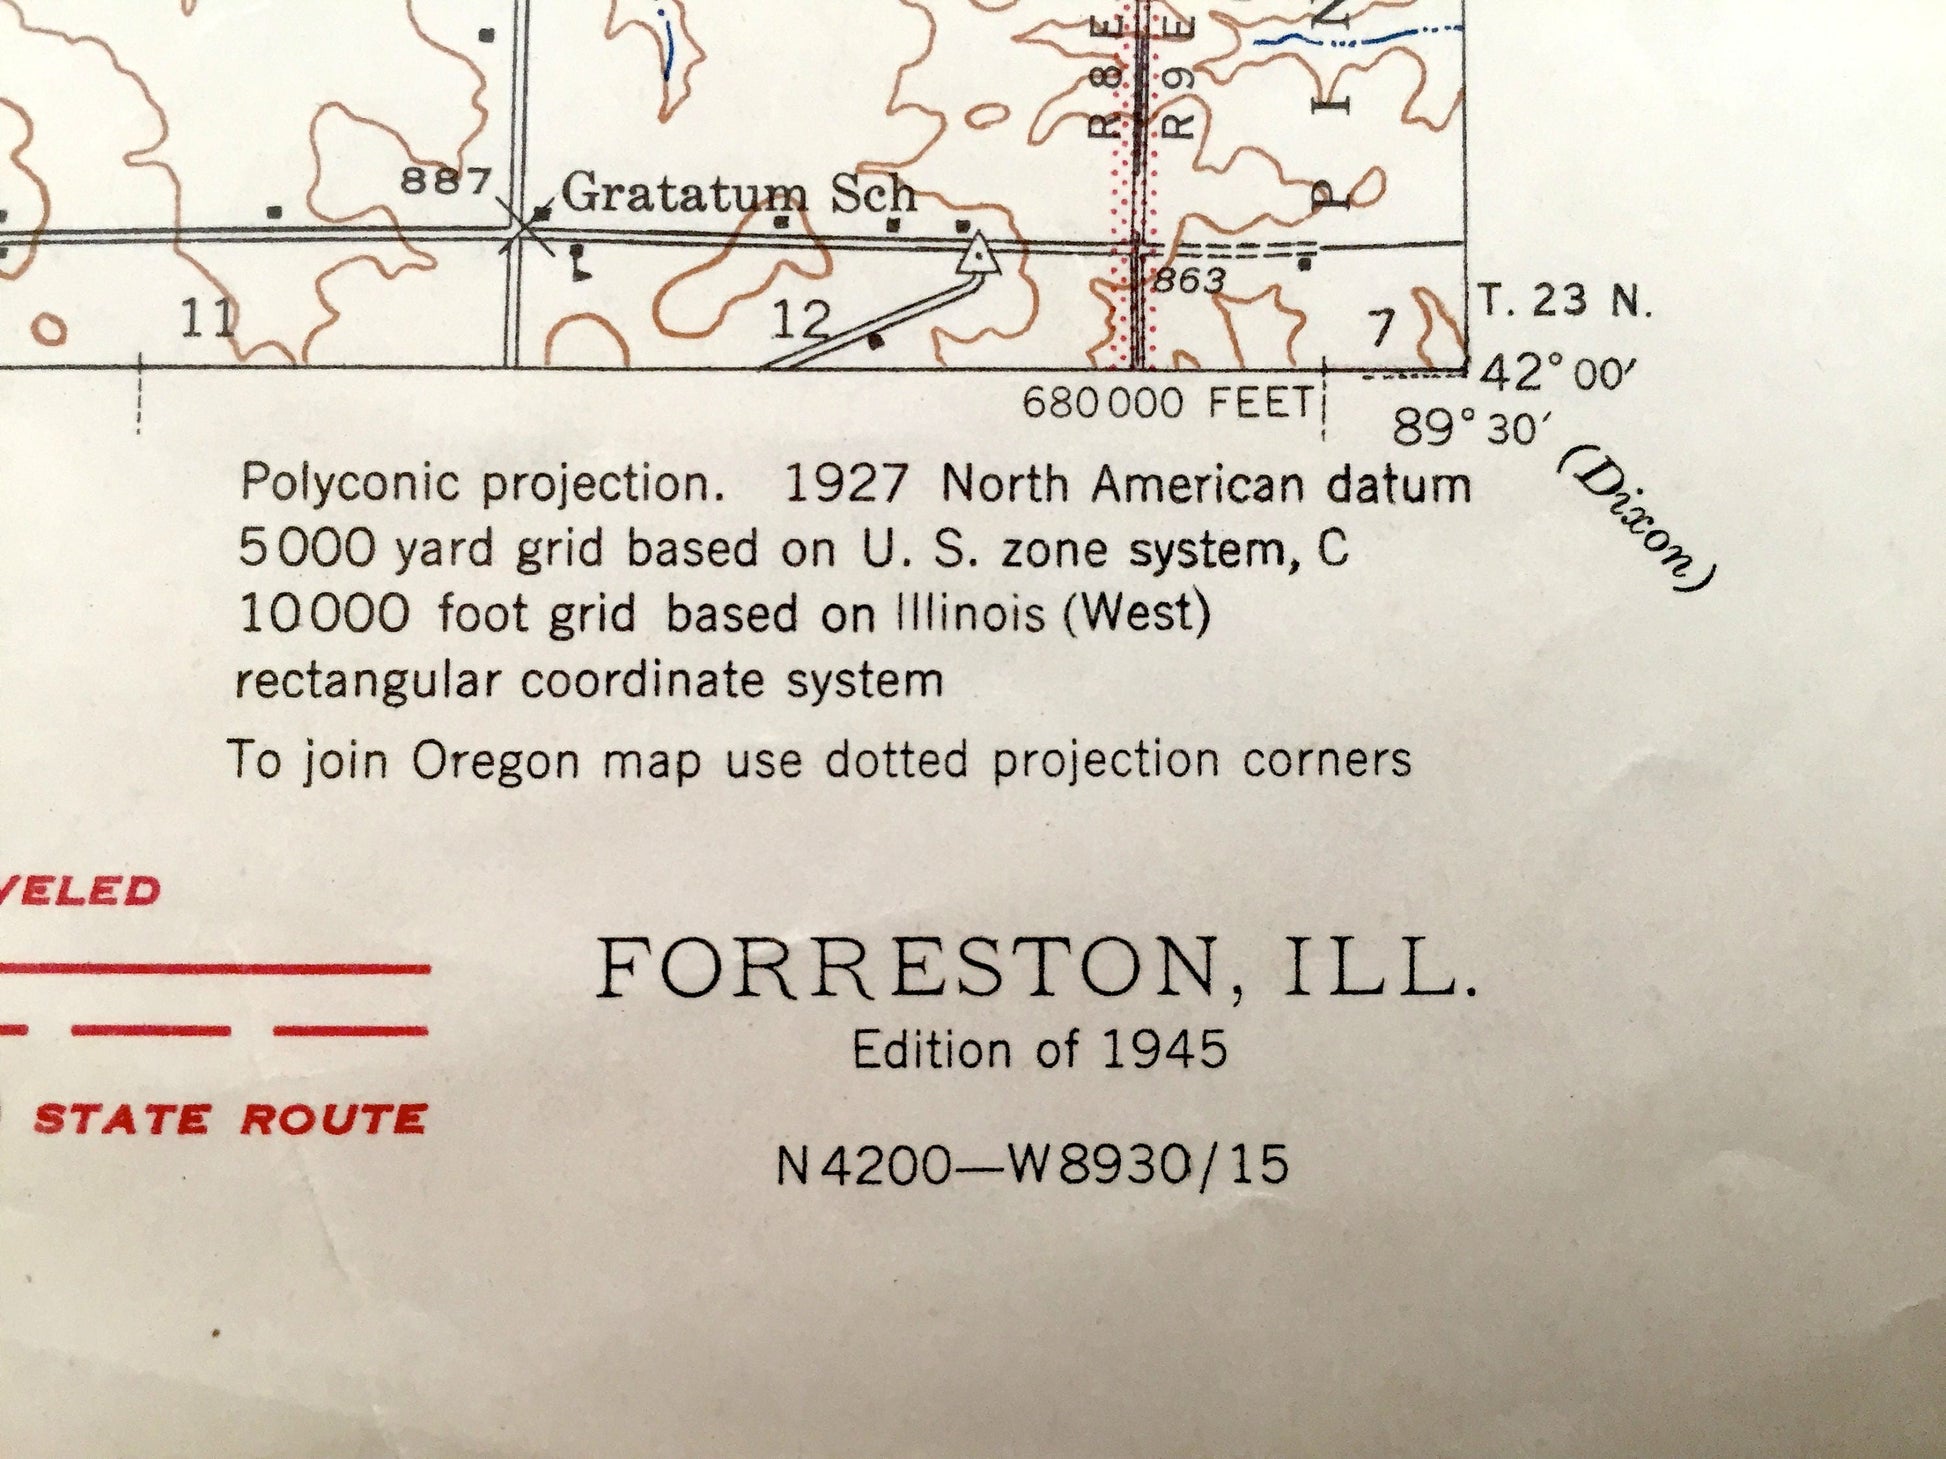 R 8 E
R 9 E
P I N
887
Gratatum Sch
863
11
12
7
T. 23 N.
42° 00′
680000 FEET
89° 30′
(Dixon)
Polyconic projection. 1927 North American datum
5000 yard grid based on U. S. zone system, C
10000 foot grid based on Illinois (West)
rectangular coordinate system
To join Oregon map use dotted projection corners
VELED
FORRESTON, ILL.
Edition of 1945
STATE ROUTE
N4200—W8930/15